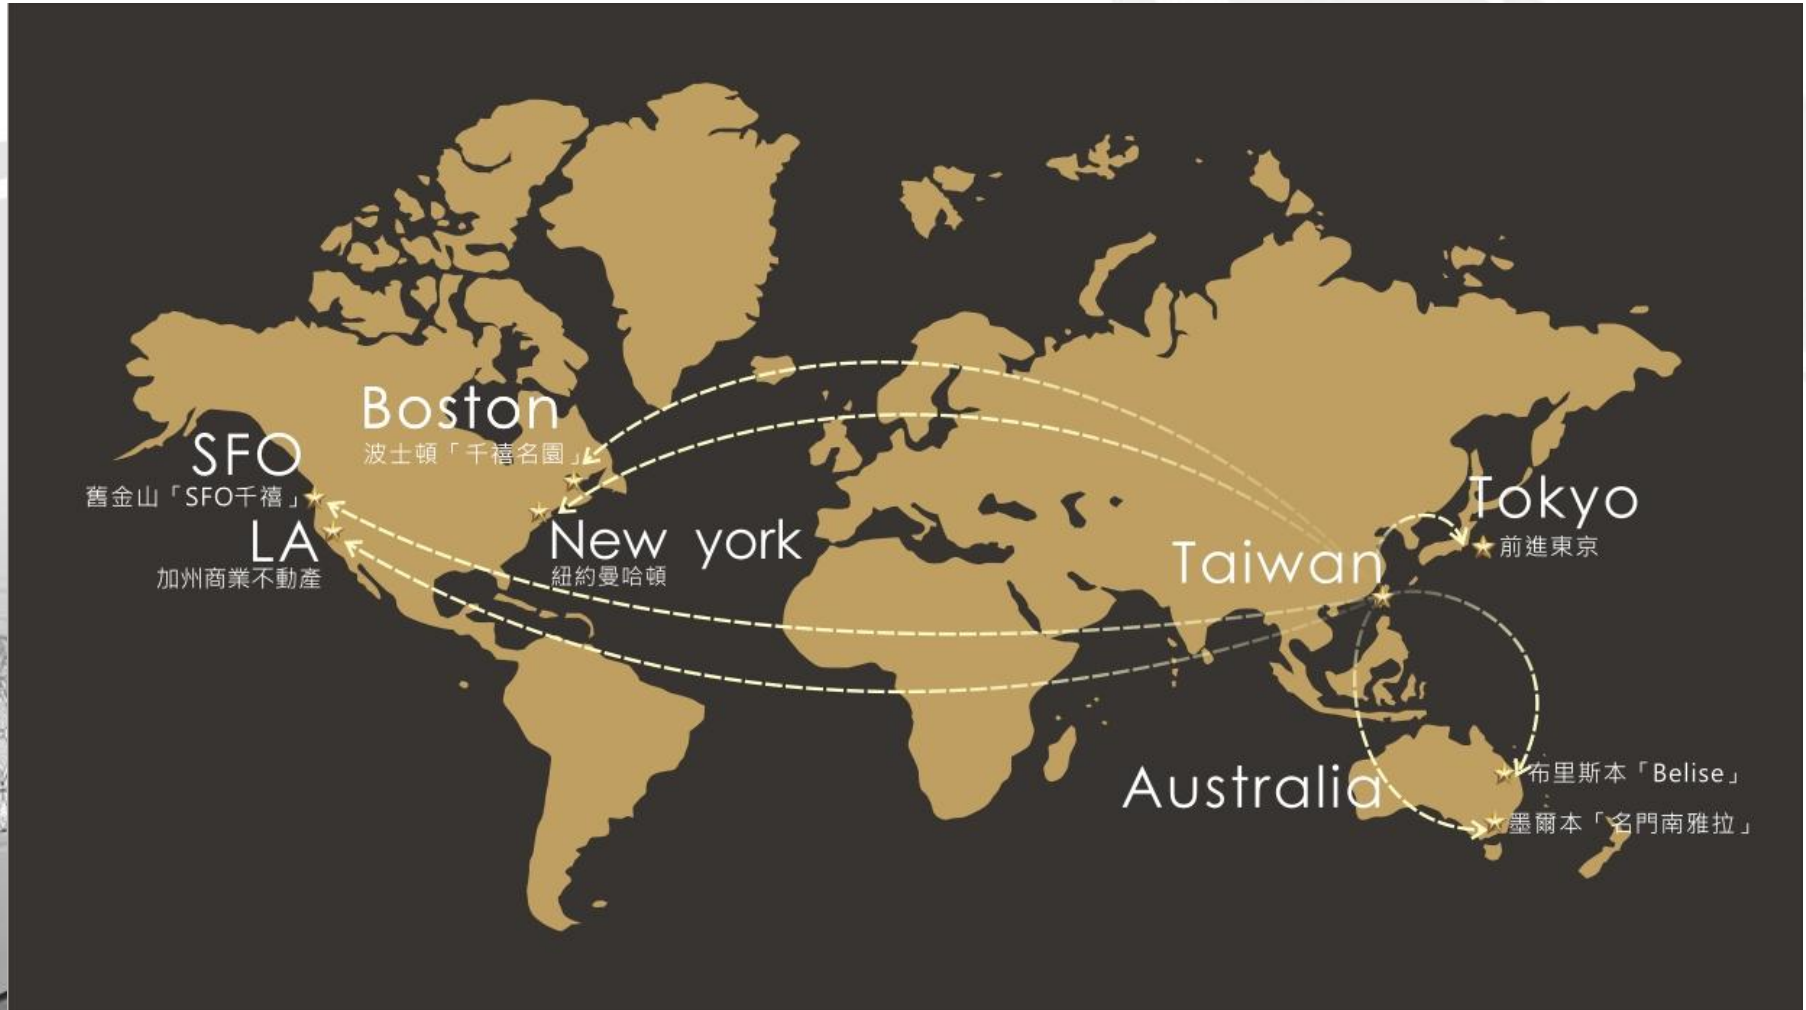 Boston
波士頓「千禧名園」
SFO
舊金山「SFO千禧」
LA
加州商業不動產
New york
紐約曼哈頓
Tokyo
前進東京
Taiwan
Australia
布里斯本「Belise」
墨爾本「名門南雅拉」